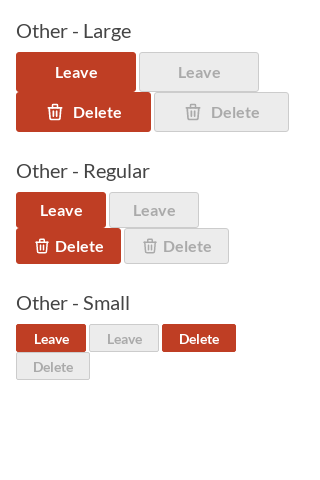 Other - Large
Leave Leave
Delete Delete
Other - Regular
Leave Leave
Delete Delete
Other - Small
Leave Leave Delete
Delete